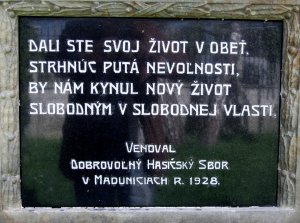 DALI STE SVOJ ŽIVOT V OBEŤ,
STRHNÚC PUTÁ NEVOĽNOSTI,
BY NÁM KYNUL NOVÝ ŽIVOT
SLOBODNÝM V SLOBODNEJ VLASTI.
VENOVAL
DOBROVOĽNÝ HASIČSKÝ SBOR
V MADUNICIACH R. 1928.